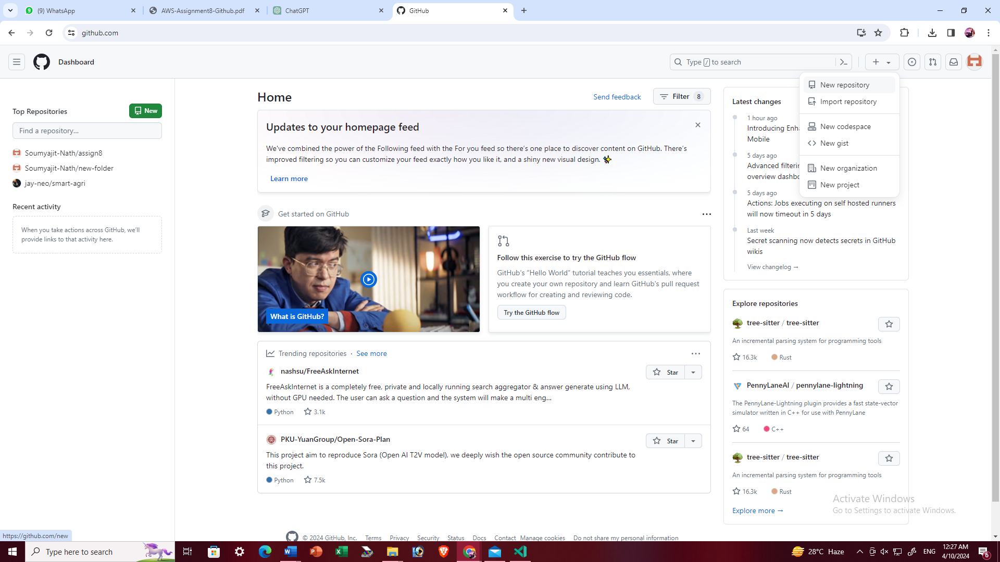 (9) WhatsApp
AWS-Assignment8-Github.pdf
ChatGPT
GitHub
github.com
Dashboard
Type / to search
New repository
Import repository
New codespace
New gist
New organization
New project
Top Repositories
New
Find a repository...
Soumyajit-Nath/assign8
Soumyajit-Nath/new-folder
jay-neo/smart-agri
Recent activity
When you take actions across GitHub, we'll
provide links to that activity here.
Home
Send feedback
Filter 8
Updates to your homepage feed
We've combined the power of the Following feed with the For you feed so there's one place to discover content on GitHub. There's
improved filtering so you can customize your feed exactly how you like it, and a shiny new visual design. ✨
Learn more
Get started on GitHub
What is GitHub?
Follow this exercise to try the GitHub flow
GitHub's “Hello World” tutorial teaches you essentials, where
you create your own repository and learn GitHub's pull request
workflow for creating and reviewing code.
Try the GitHub flow
Trending repositories · See more
nashsu/FreeAskInternet
Star
FreeAskInternet is a completely free, private and locally running search aggregator & answer generate using LLM,
without GPU needed. The user can ask a question and the system will make a multi eng...
Python 3.1k
PKU-YuanGroup/Open-Sora-Plan
Star
This project aim to reproduce Sora (Open AI T2V model), we deeply wish the open source community contribute to
this project.
Python 7.5k
Latest changes
1 hour ago
Introducing Enha
Mobile
5 days ago
Advanced filterin
overview dashbo
5 days ago
Actions: Jobs executing on self hosted runners
will now timeout in 5 days
Last week
Secret scanning now detects secrets in GitHub
wikis
View changelog →
Explore repositories
tree-sitter / tree-sitter
An incremental parsing system for programming tools
16.3k Rust
PennyLaneAI / pennylane-lightning
The PennyLane-Lightning plugin provides a fast state-vector
simulator written in C++ for use with PennyLane
64 C++
tree-sitter / tree-sitter
An incremental parsing system for programming tools
16.3k Rust
Explore more →
Activate Windows
Go to Settings to activate Windows.
© 2024 GitHub, Inc. Terms Privacy Security Status Docs Contact Manage cookies Do not share my personal information
https://github.com/new
Type here to search
28°C Haze
ENG
12:27 AM
4/10/2024
6